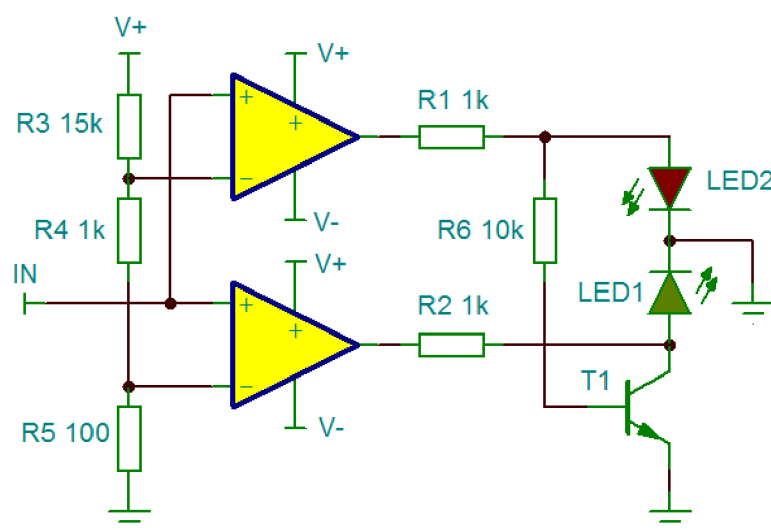 V+
V+
R3 15k
+
+
−
R1 1k
LED2
R4 1k
V-
R6 10k
V+
IN
LED1
+
+
−
R2 1k
T1
R5 100
V-